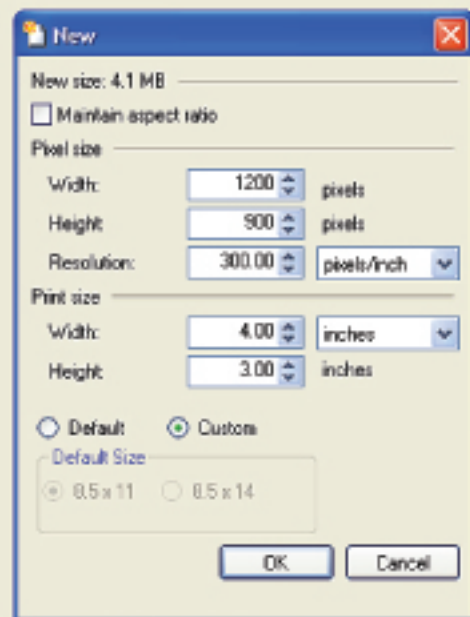 New
New size: 4.1 MB
Maintain aspect ratio
Pixel size
Width: 1200 pixels
Height: 900 pixels
Resolution: 300.00 pixels/inch
Print size
Width: 4.00 inches
Height: 3.00 inches
Default Custom
Default Size
8.5 x 11 8.5 x 14
OK Cancel